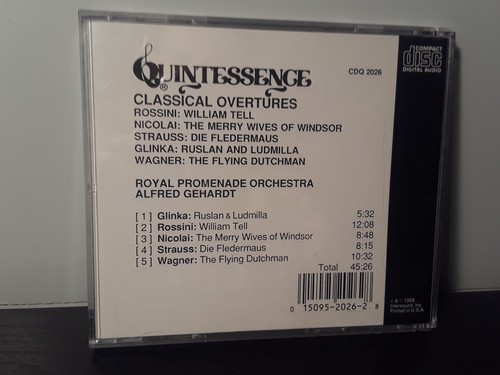 QUINTESSENCE®
COMPACT
disc
DIGITAL AUDIO
CDQ 2026
CLASSICAL OVERTURES
ROSSINI: WILLIAM TELL
NICOLAI: THE MERRY WIVES OF WINDSOR
STRAUSS: DIE FLEDERMAUS
GLINKA: RUSLAN AND LUDMILLA
WAGNER: THE FLYING DUTCHMAN
ROYAL PROMENADE ORCHESTRA
ALFRED GEHARDT
[ 1 ] Glinka: Ruslan & Ludmilla 5:32
[ 2 ] Rossini: William Tell 12:08
[ 3 ] Nicolai: The Merry Wives of Windsor 8:48
[ 4 ] Strauss: Die Fledermaus 8:15
[ 5 ] Wagner: The Flying Dutchman 10:32
Total 45:26
0 15095-2026-2 8
℗ & © 1988
Intersound, Inc.
Printed in U.S.A.